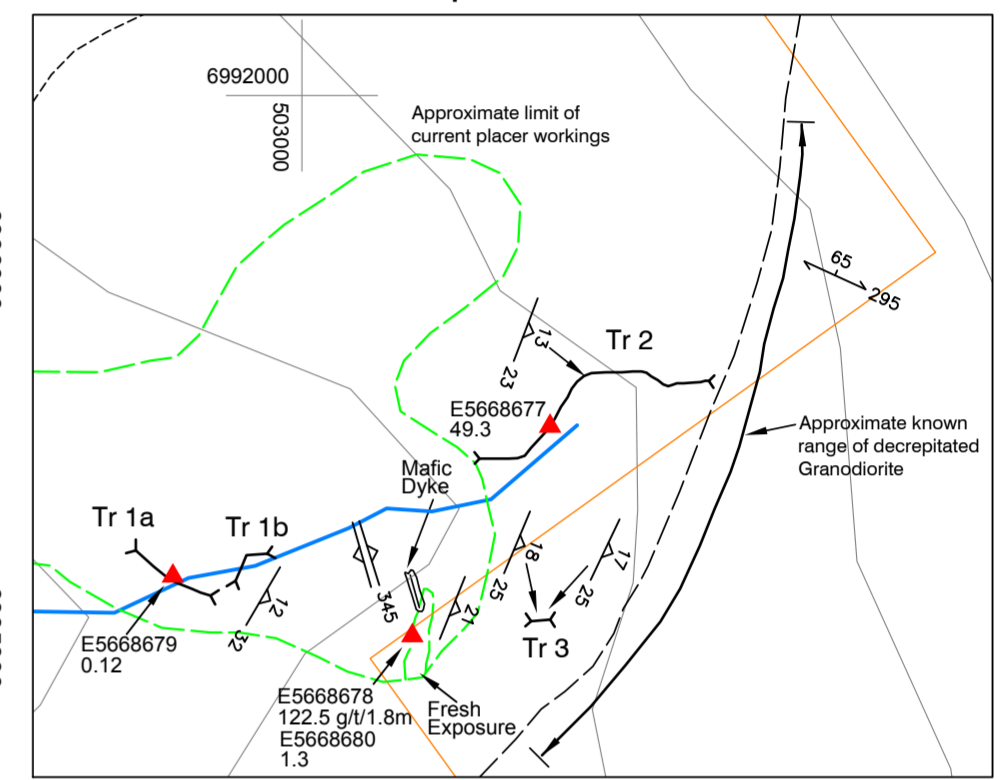 6992000
503000
Approximate limit of
current placer workings
65
295
13
23
Tr 2
E5668677
49.3
Approximate known
range of decrepitated
Granodiorite
Mafic
Dyke
Tr 1a
Tr 1b
18
25
17
25
345
21
12
32
Tr 3
E5668679
0.12
E5668678
122.5 g/t/1.8m
E5668680
1.3
Fresh
Exposure